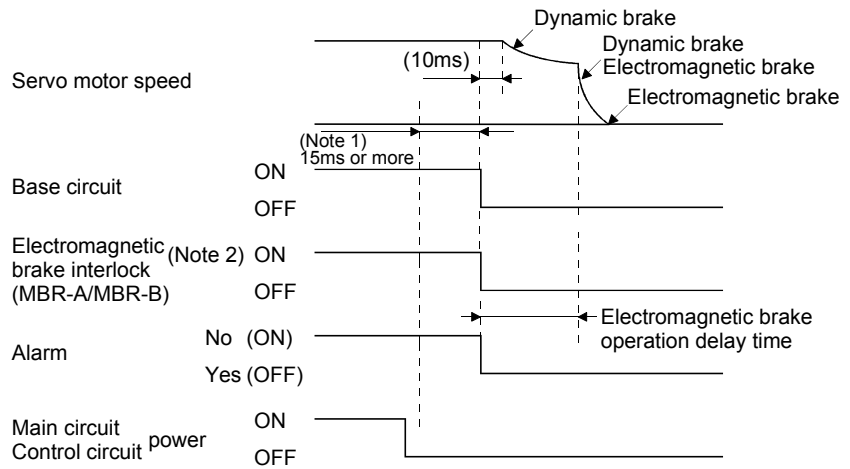 Dynamic brake
Dynamic brake
Electromagnetic brake
(10ms)
Servo motor speed
Electromagnetic brake
(Note 1)
15ms or more
ON
Base circuit
OFF
Electromagnetic (Note 2) ON
brake interlock
(MBR-A/MBR-B) OFF
Electromagnetic brake
operation delay time
No (ON)
Alarm
Yes (OFF)
ON
Main circuit
Control circuit power
OFF